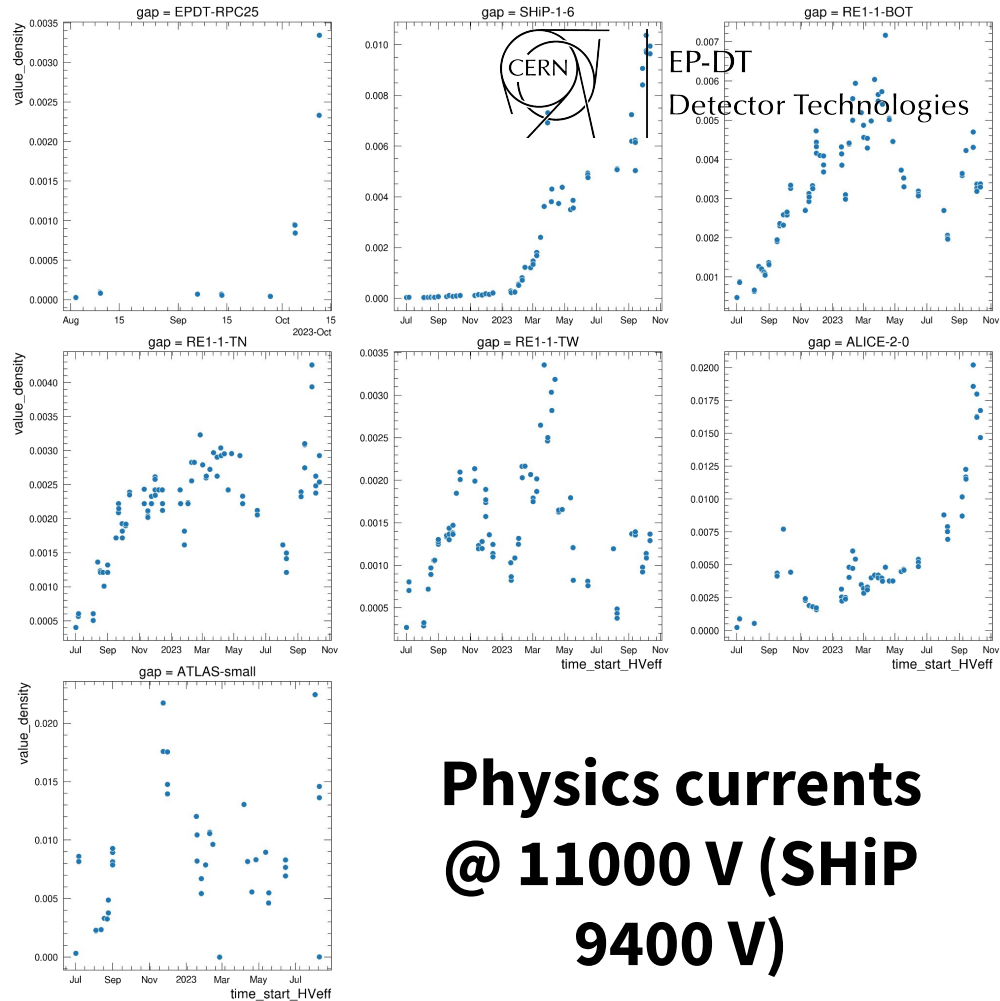 gap = EPDT-RPC25
gap = SHiP-1-6
gap = RE1-1-BOT
value_density
0.0035
0.0030
0.0025
0.0020
0.0015
0.0010
0.0005
0.0000
Aug 15 Sep 15 Oct 15
2023-Oct
0.010
0.008
0.006
0.004
0.002
0.000
Jul Sep Nov 2023 Mar May Jul Sep Nov
CERN
EP-DT
Detector Technologies
0.007
0.006
0.005
0.004
0.003
0.002
0.001
Jul Sep Nov 2023 Mar May Jul Sep Nov
gap = RE1-1-TN
gap = RE1-1-TW
gap = ALICE-2-0
value_density
0.0040
0.0035
0.0030
0.0025
0.0020
0.0015
0.0010
0.0005
Jul Sep Nov 2023 Mar May Jul Sep Nov
0.0035
0.0030
0.0025
0.0020
0.0015
0.0010
0.0005
Jul Sep Nov 2023 Mar May Jul Sep Nov
time_start_HVeff
0.0200
0.0175
0.0150
0.0125
0.0100
0.0075
0.0050
0.0025
0.0000
Jul Sep Nov 2023 Mar May Jul Sep Nov
time_start_HVeff
gap = ATLAS-small
value_density
0.020
0.015
0.010
0.005
0.000
Jul Sep Nov 2023 Mar May Jul
time_start_HVeff
Physics currents
@ 11000 V (SHiP
9400 V)